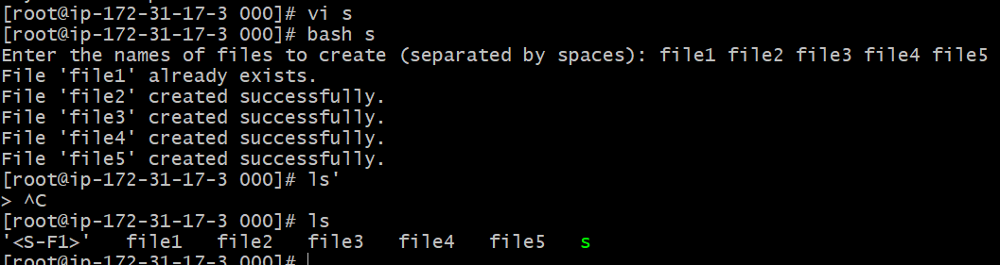 [root@ip-172-31-17-3 000]# vi s
[root@ip-172-31-17-3 000]# bash s
Enter the names of files to create (separated by spaces): file1 file2 file3 file4 file5
File 'file1' already exists.
File 'file2' created successfully.
File 'file3' created successfully.
File 'file4' created successfully.
File 'file5' created successfully.
[root@ip-172-31-17-3 000]# ls'
> ^C
[root@ip-172-31-17-3 000]# ls
'<S-F1>' file1 file2 file3 file4 file5 s
[root@ip-172-31-17-3 000]#